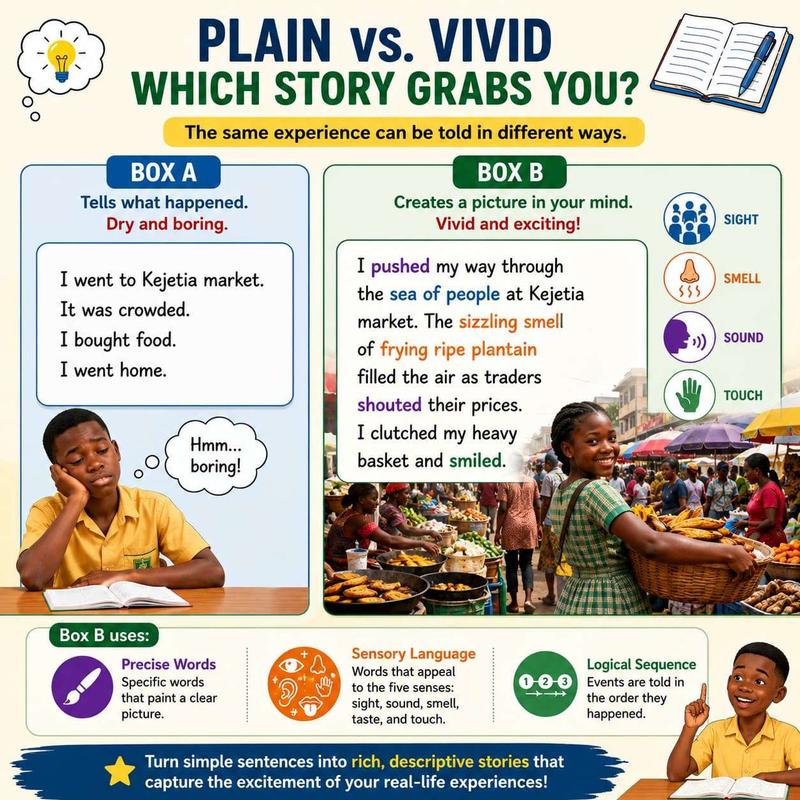 PLAIN vs. VIVID
WHICH STORY GRABS YOU?
The same experience can be told in different ways.
BOX A
Tells what happened.
Dry and boring.
I went to Kejetia market.
It was crowded.
I bought food.
I went home.
Hmm...
boring!
BOX B
Creates a picture in your mind.
Vivid and exciting!
I pushed my way through
the sea of people at Kejetia
market. The sizzling smell
of frying ripe plantain
filled the air as traders
shouted their prices.
I clutched my heavy
basket and smiled.
SIGHT
SMELL
SOUND
TOUCH
Box B uses:
Precise Words
Specific words
that paint a clear
picture.
Sensory Language
Words that appeal
to the five senses:
sight, sound, smell,
taste, and touch.
1-2-3
Logical Sequence
Events are told in
the order they
happened.
Turn simple sentences into rich, descriptive stories that
capture the excitement of your real-life experiences!